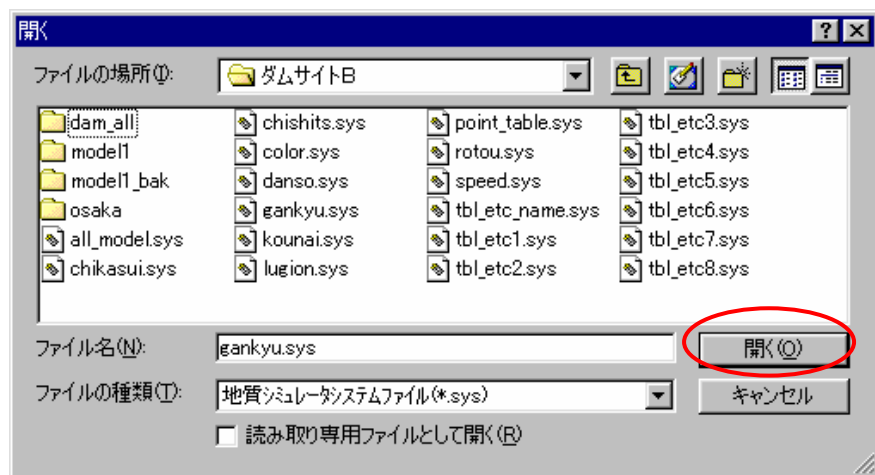 開く
ファイルの場所(I):
ダムサイトB
dam_all
model1
model1_bak
osaka
all_model.sys
chikasui.sys
chishits.sys
color.sys
danso.sys
gankyu.sys
kounai.sys
lugion.sys
point_table.sys
rotou.sys
speed.sys
tbl_etc_name.sys
tbl_etc1.sys
tbl_etc2.sys
tbl_etc3.sys
tbl_etc4.sys
tbl_etc5.sys
tbl_etc6.sys
tbl_etc7.sys
tbl_etc8.sys
ファイル名(N):
gankyu.sys
開く(O)
ファイルの種類(T):
地質シミュレータシステムファイル(*.sys)
キャンセル
読み取り専用ファイルとして開く(R)